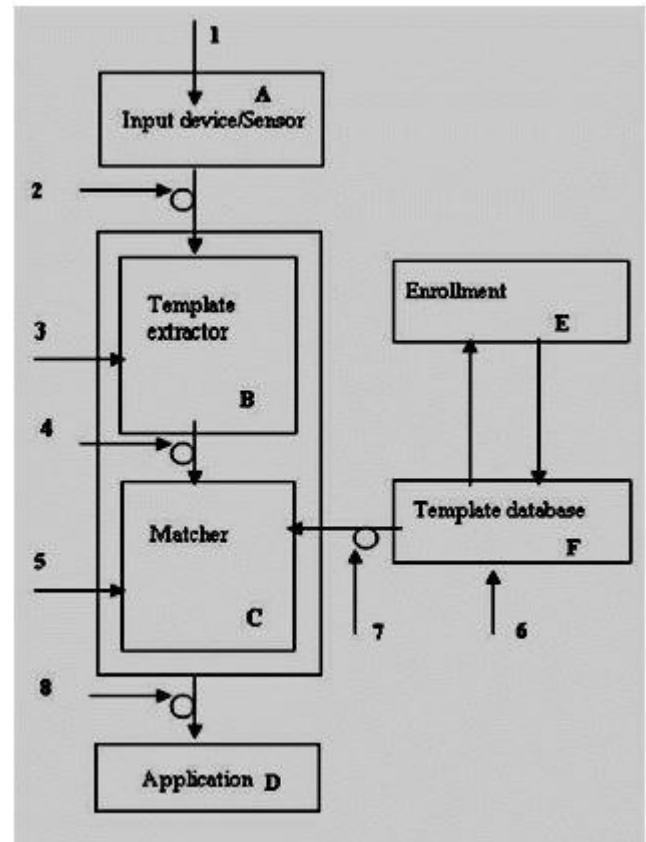 1
A
Input device/Sensor
2
Template
extractor
Enrollment
E
3
B
4
Matcher
Template database
F
5
C
7
6
8
Application D